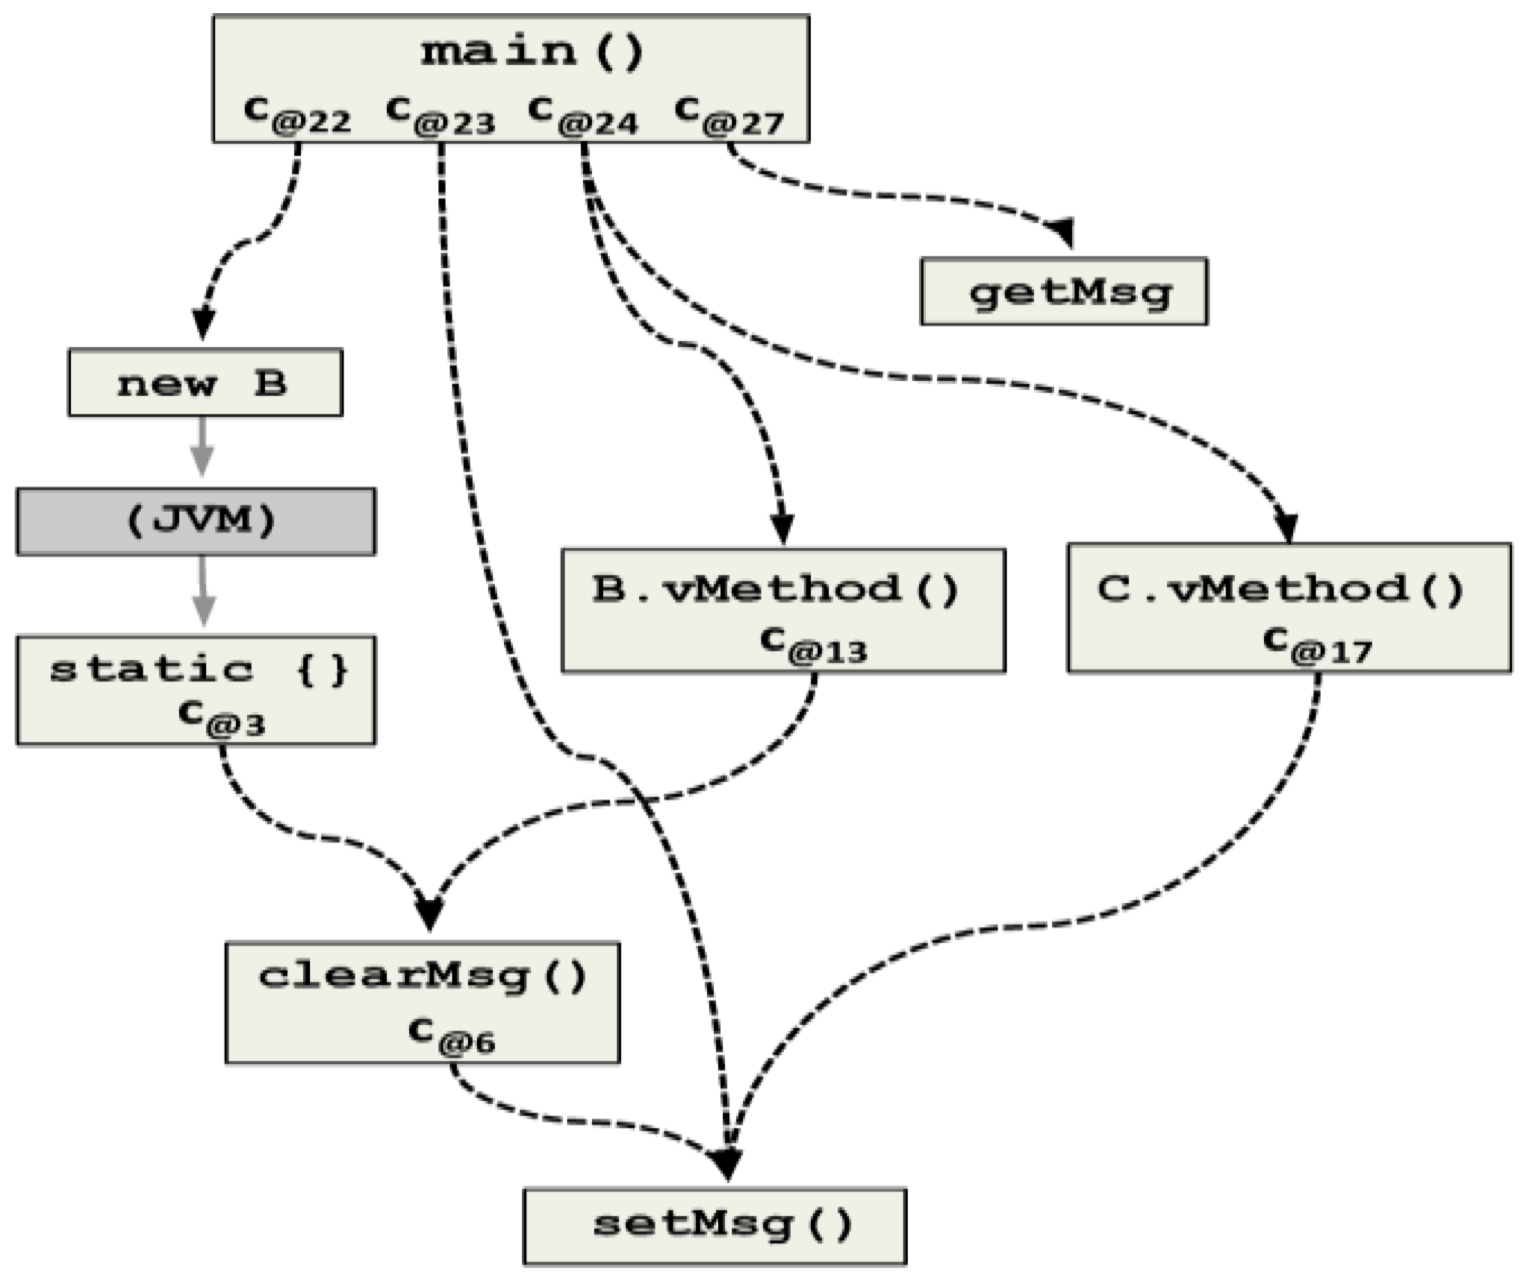 main()
c@22 c@23 c@24 c@27
getMsg
new B
(JVM)
B.vMethod()
c@13
C.vMethod()
c@17
static {}
c@3
clearMsg()
c@6
setMsg()